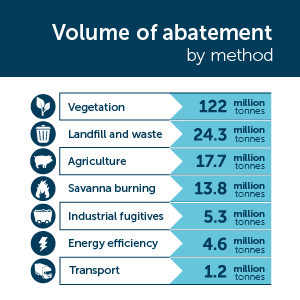 Volume of abatement
by method
Vegetation 122 million tonnes
Landfill and waste 24.3 million tonnes
Agriculture 17.7 million tonnes
Savanna burning 13.8 million tonnes
Industrial fugitives 5.3 million tonnes
Energy efficiency 4.6 million tonnes
Transport 1.2 million tonnes